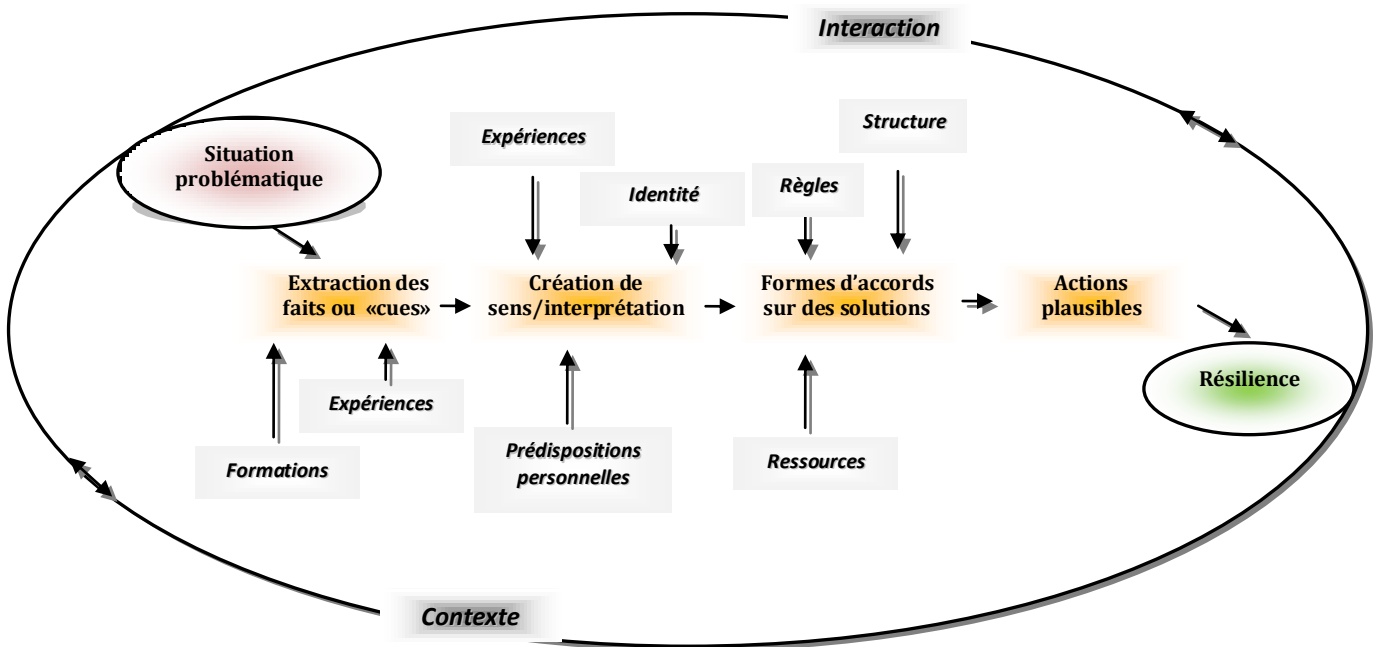 Interaction
Structure
Expériences
Situation
problématique
Règles
Identité
Extraction des
faits ou «cues»
Création de
sens/interprétation
Formes d’accords
sur des solutions
Actions
plausibles
Résilience
Expériences
Prédispositions
personnelles
Formations
Ressources
Contexte